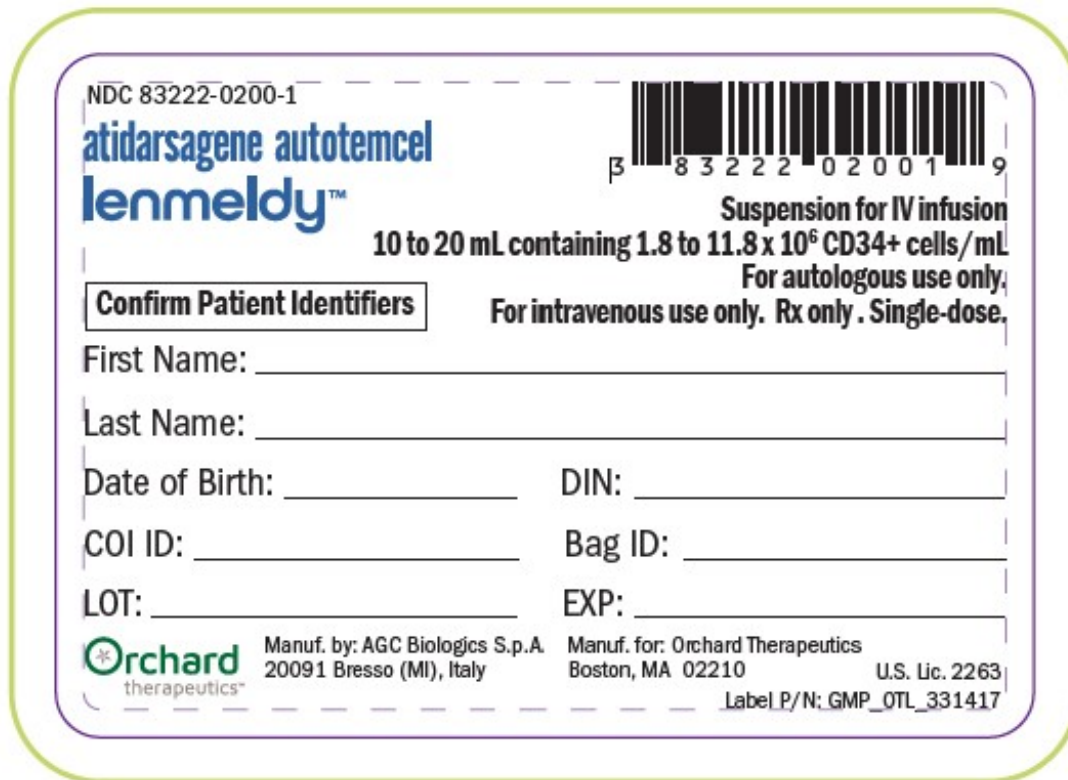 NDC 83222-0200-1
atidarsagene autotemcel
lenmeldy™
3 83222 02001 9
Suspension for IV infusion
10 to 20 mL containing 1.8 to 11.8 x 10⁶ CD34+ cells/mL
For autologous use only.
For intravenous use only. Rx only . Single-dose.
Confirm Patient Identifiers
First Name:
Last Name:
Date of Birth: DIN:
COI ID: Bag ID:
LOT: EXP:
Orchard
therapeutics™
Manuf. by: AGC Biologics S.p.A.
20091 Bresso (MI), Italy
Manuf. for: Orchard Therapeutics
Boston, MA 02210
U.S. Lic. 2263
Label P/N: GMP_OTL_331417